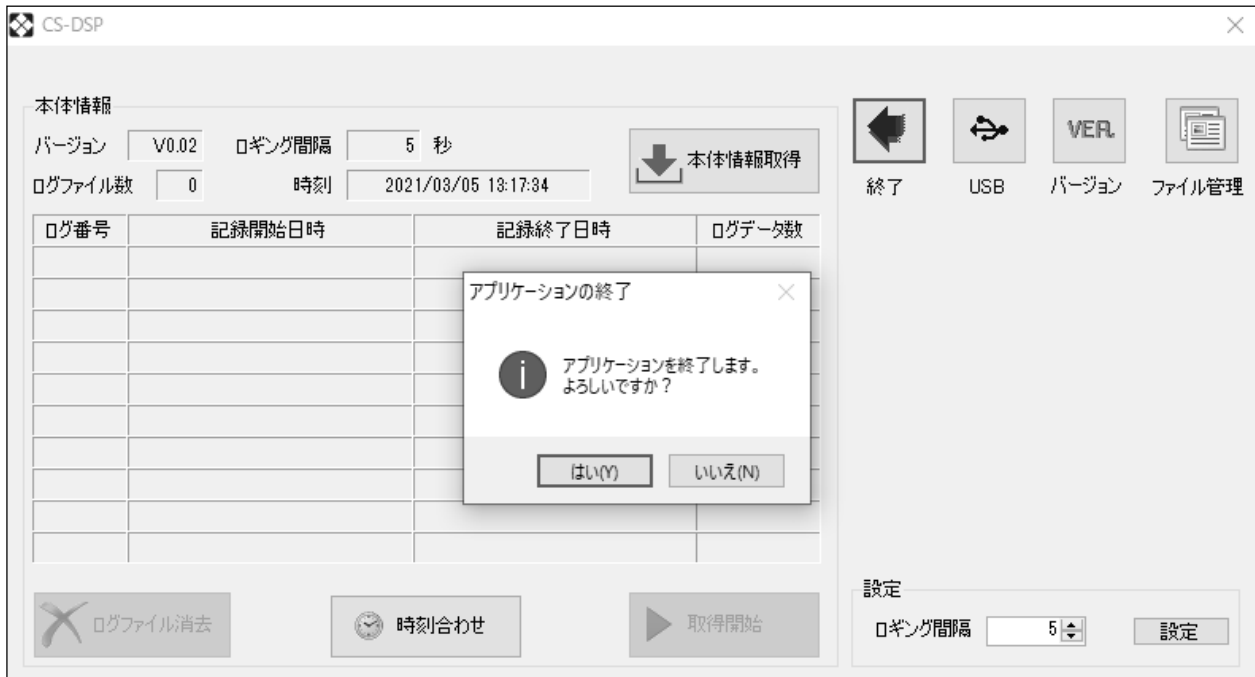 CS-DSP
本体情報
バージョン V0.02 ロギング間隔 5 秒
本体情報取得
ログファイル数 0 時刻 2021/03/05 13:17:34
VER.
終了 USB バージョン ファイル管理
ログ番号 記録開始日時 記録終了日時 ログデータ数
アプリケーションの終了
アプリケーションを終了します。
よろしいですか？
はい(Y) いいえ(N)
ログファイル消去 時刻合わせ 取得開始
設定
ロギング間隔 5 設定